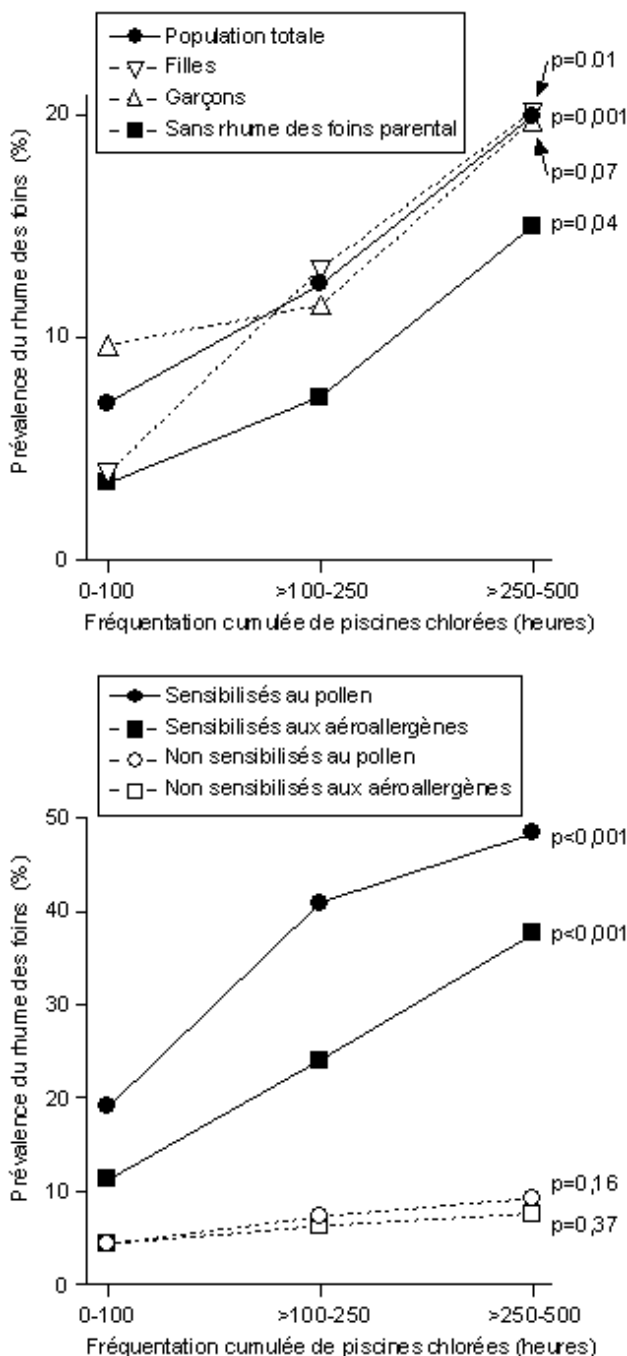 Population totale
Filles
Garçons
Sans rhume des foins parental
Prévalence du rhume des foins (%)
20
10
0
p=0.01
p=0,001
p=0,07
p=0,04
0-100
>100-250
>250-500
Fréquentation cumulée de piscines chlorées (heures)
Sensibilisés au pollen
Sensibilisés aux aéroallergènes
Non sensibilisés au pollen
Non sensibilisés aux aéroallergènes
Prévalence du rhume des foins (%)
50
40
30
20
10
0
p<0,001
p<0,001
p=0,16
p=0,37
0-100
>100-250
>250-500
Fréquentation cumulée de piscines chlorées (heures)